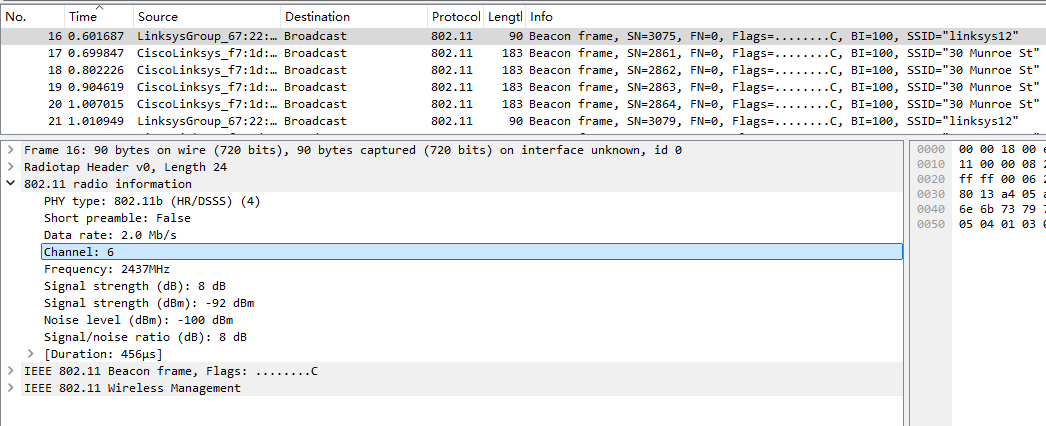 No. Time Source Destination Protocol Lengtl Info
16 0.601687 LinksysGroup_67:22:… Broadcast 802.11 90 Beacon frame, SN=3075, FN=0, Flags=........C, BI=100, SSID="linksys12"
17 0.699847 CiscoLinksys_f7:1d:… Broadcast 802.11 183 Beacon frame, SN=2861, FN=0, Flags=........C, BI=100, SSID="30 Munroe St"
18 0.802226 CiscoLinksys_f7:1d:… Broadcast 802.11 183 Beacon frame, SN=2862, FN=0, Flags=........C, BI=100, SSID="30 Munroe St"
19 0.904619 CiscoLinksys_f7:1d:… Broadcast 802.11 183 Beacon frame, SN=2863, FN=0, Flags=........C, BI=100, SSID="30 Munroe St"
20 1.007015 CiscoLinksys_f7:1d:… Broadcast 802.11 183 Beacon frame, SN=2864, FN=0, Flags=........C, BI=100, SSID="30 Munroe St"
21 1.010949 LinksysGroup_67:22:… Broadcast 802.11 90 Beacon frame, SN=3079, FN=0, Flags=........C, BI=100, SSID="linksys12"
Frame 16: 90 bytes on wire (720 bits), 90 bytes captured (720 bits) on interface unknown, id 0
Radiotap Header v0, Length 24
802.11 radio information
PHY type: 802.11b (HR/DSSS) (4)
Short preamble: False
Data rate: 2.0 Mb/s
Channel: 6
Frequency: 2437MHz
Signal strength (dB): 8 dB
Signal strength (dBm): -92 dBm
Noise level (dBm): -100 dBm
Signal/noise ratio (dB): 8 dB
[Duration: 456µs]
IEEE 802.11 Beacon frame, Flags: ........C
IEEE 802.11 Wireless Management
0000 00 00 18 00
0010 11 00 00 08
0020 ff ff 00 06
0030 80 13 a4 05
0040 6e 6b 73 79
0050 05 04 01 03